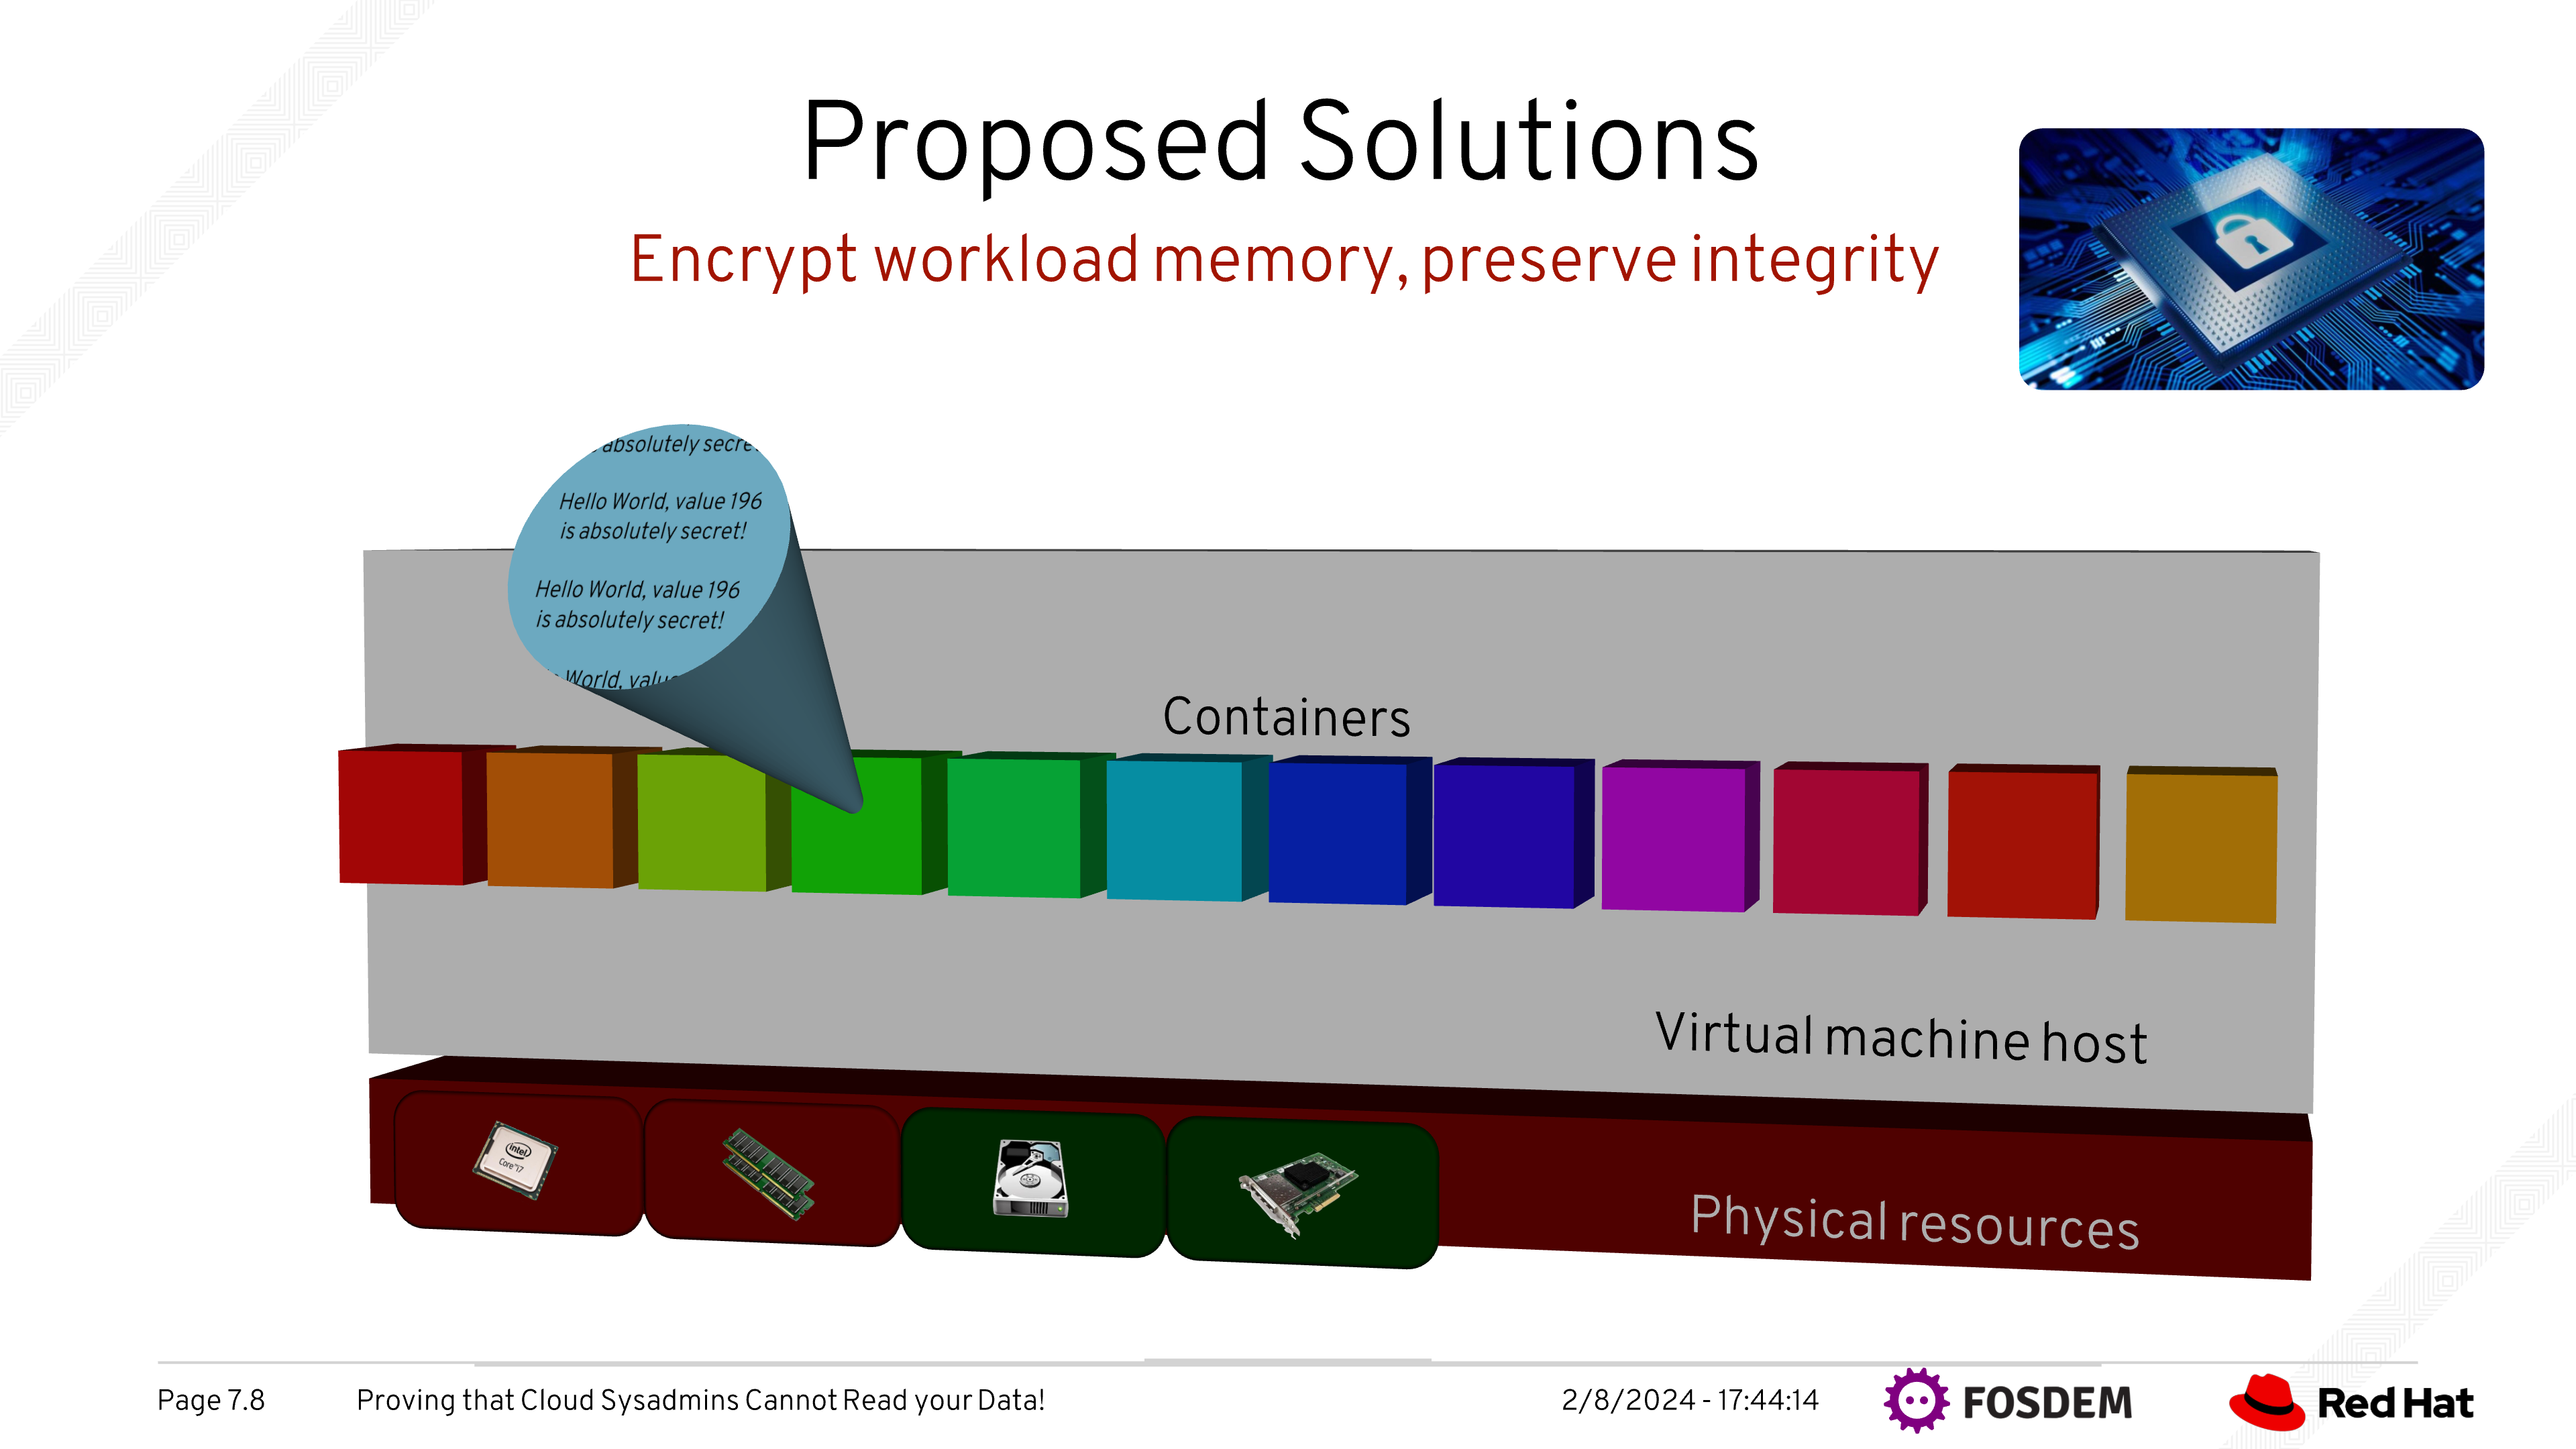 Proposed Solutions
Encrypt workload memory, preserve integrity
absolutely secre
Hello World, value 196
is absolutely secret!
Hello World, value 196
is absolutely secret!
World, valu
Containers
Virtual machine host
intel
Core i7
Physical resources
Page 7.8
Proving that Cloud Sysadmins Cannot Read your Data!
2/8/2024 - 17:44:14
FOSDEM
Red Hat